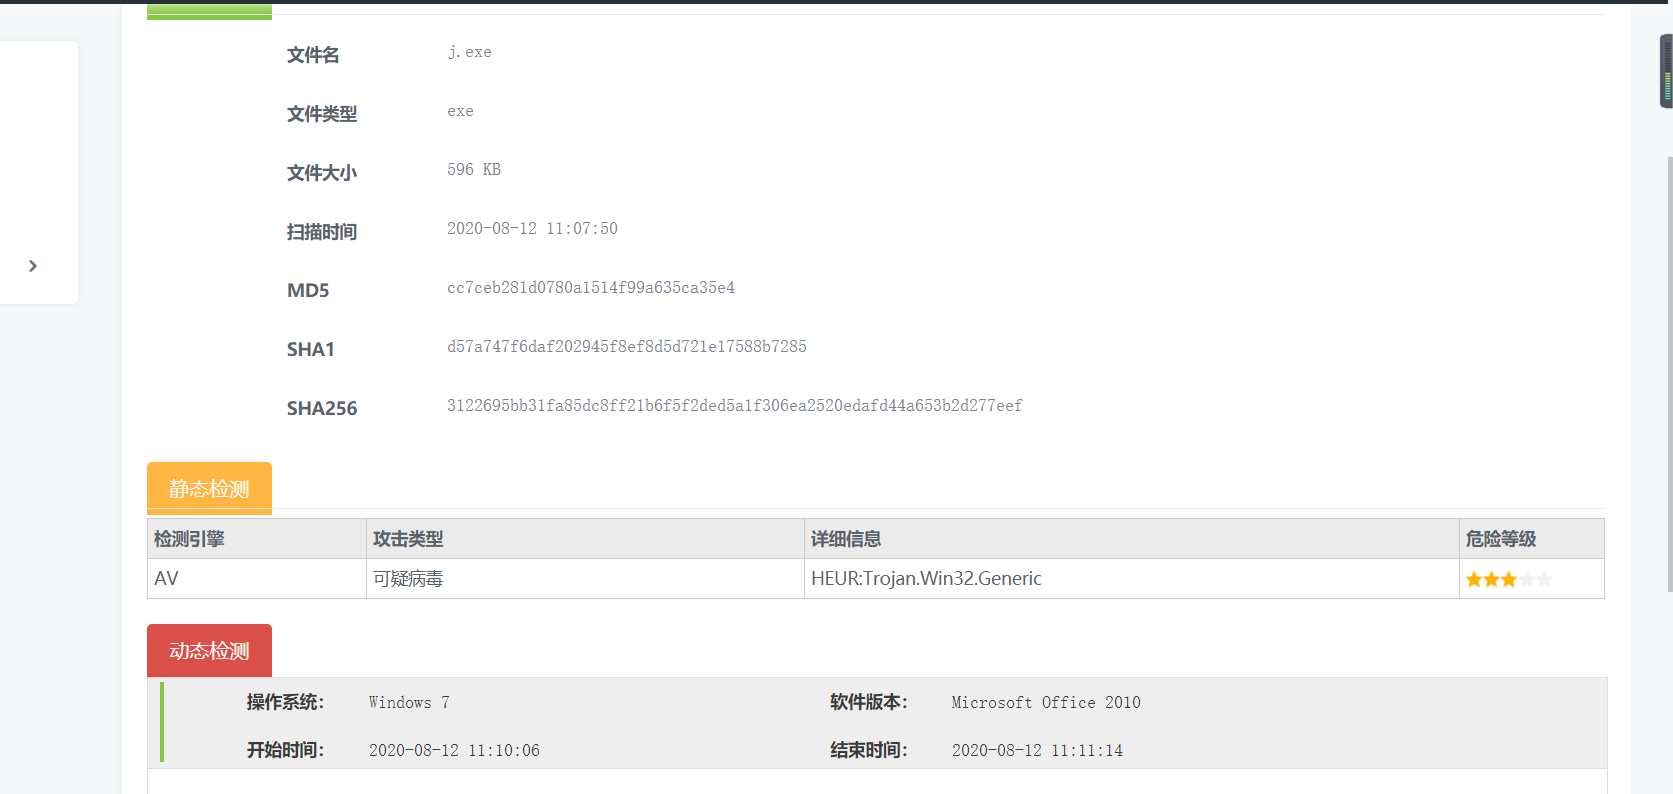 文件名 j.exe
文件类型 exe
文件大小 596 KB
扫描时间 2020-08-12 11:07:50
MD5 cc7ceb281d0780a1514f99a635ca35e4
SHA1 d57a747f6daf202945f8ef8d5d721e17588b7285
SHA256 3122695bb31fa85dc8ff21b6f5f2ded5a1f306ea2520edafd44a653b2d277eef
静态检测
检测引擎 攻击类型 详细信息 危险等级
AV 可疑病毒 HEUR:Trojan.Win32.Generic
动态检测
操作系统： Windows 7 软件版本： Microsoft Office 2010
开始时间： 2020-08-12 11:10:06 结束时间： 2020-08-12 11:11:14